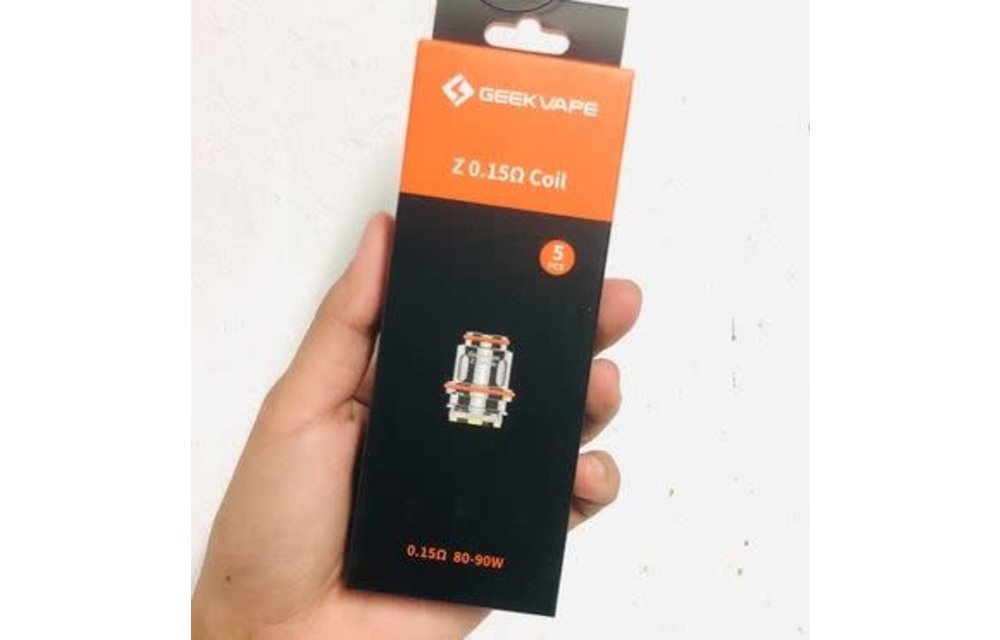 GEEKVAPE
Z 0.15Ω Coil
5
PCS
0.15Ω 80-90W